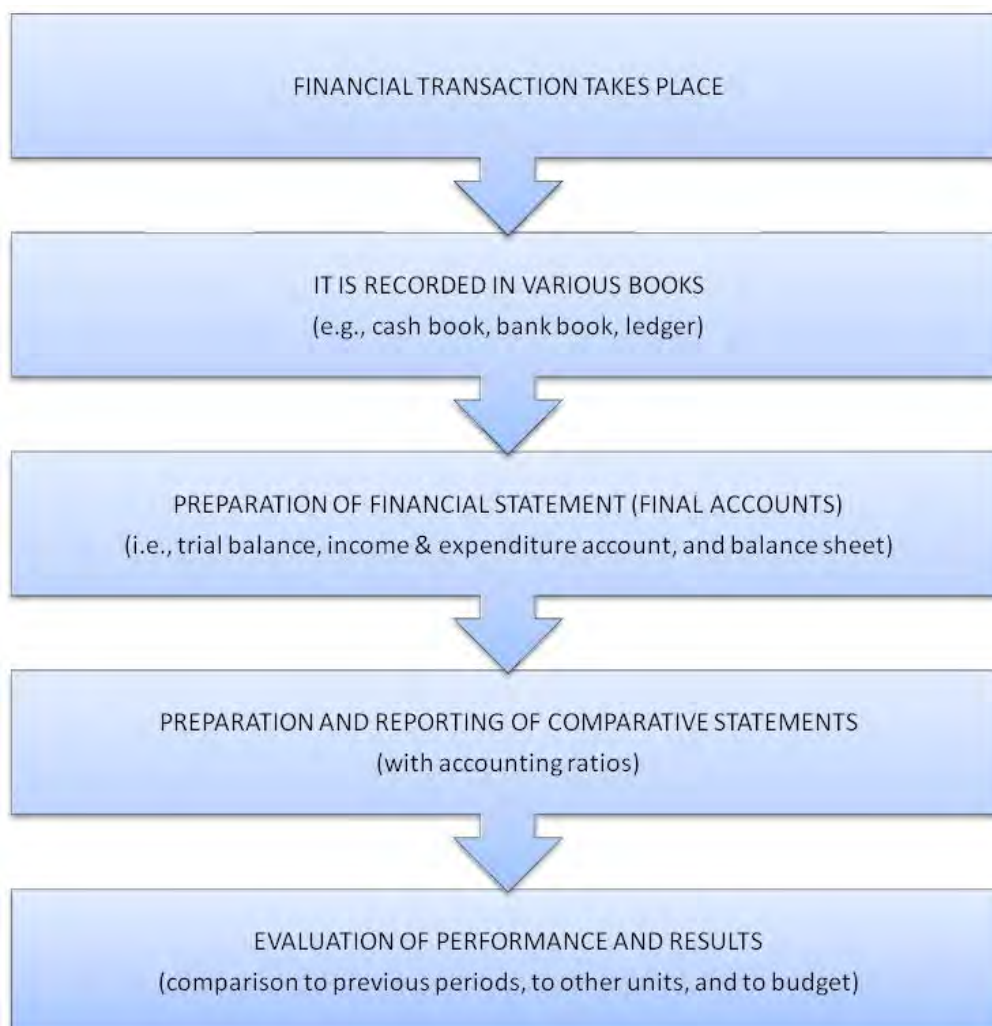 FINANCIAL TRANSACTION TAKES PLACE
IT IS RECORDED IN VARIOUS BOOKS
(e.g., cash book, bank book, ledger)
PREPARATION OF FINANCIAL STATEMENT (FINAL ACCOUNTS)
(i.e., trial balance, income & expenditure account, and balance sheet)
PREPARATION AND REPORTING OF COMPARATIVE STATEMENTS
(with accounting ratios)
EVALUATION OF PERFORMANCE AND RESULTS
(comparison to previous periods, to other units, and to budget)